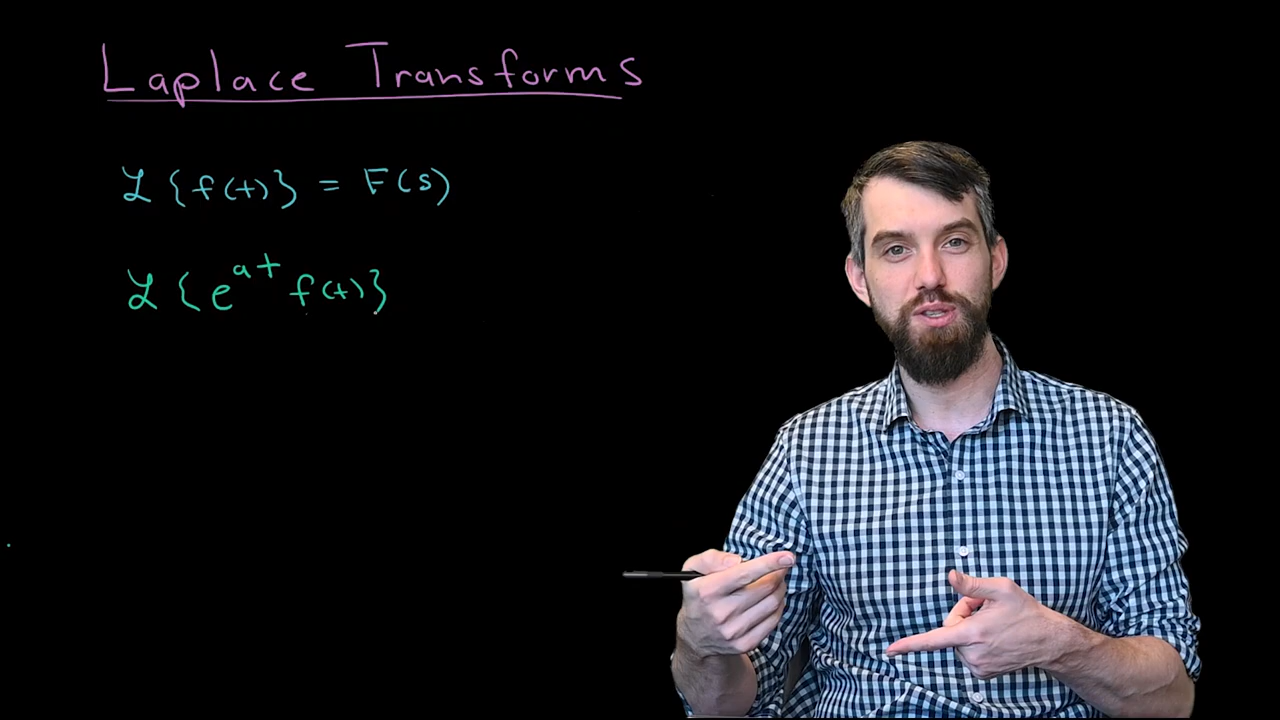 Laplace Transforms
ℒ{f(t)} = F(s)
ℒ{e^{at} f(t)}